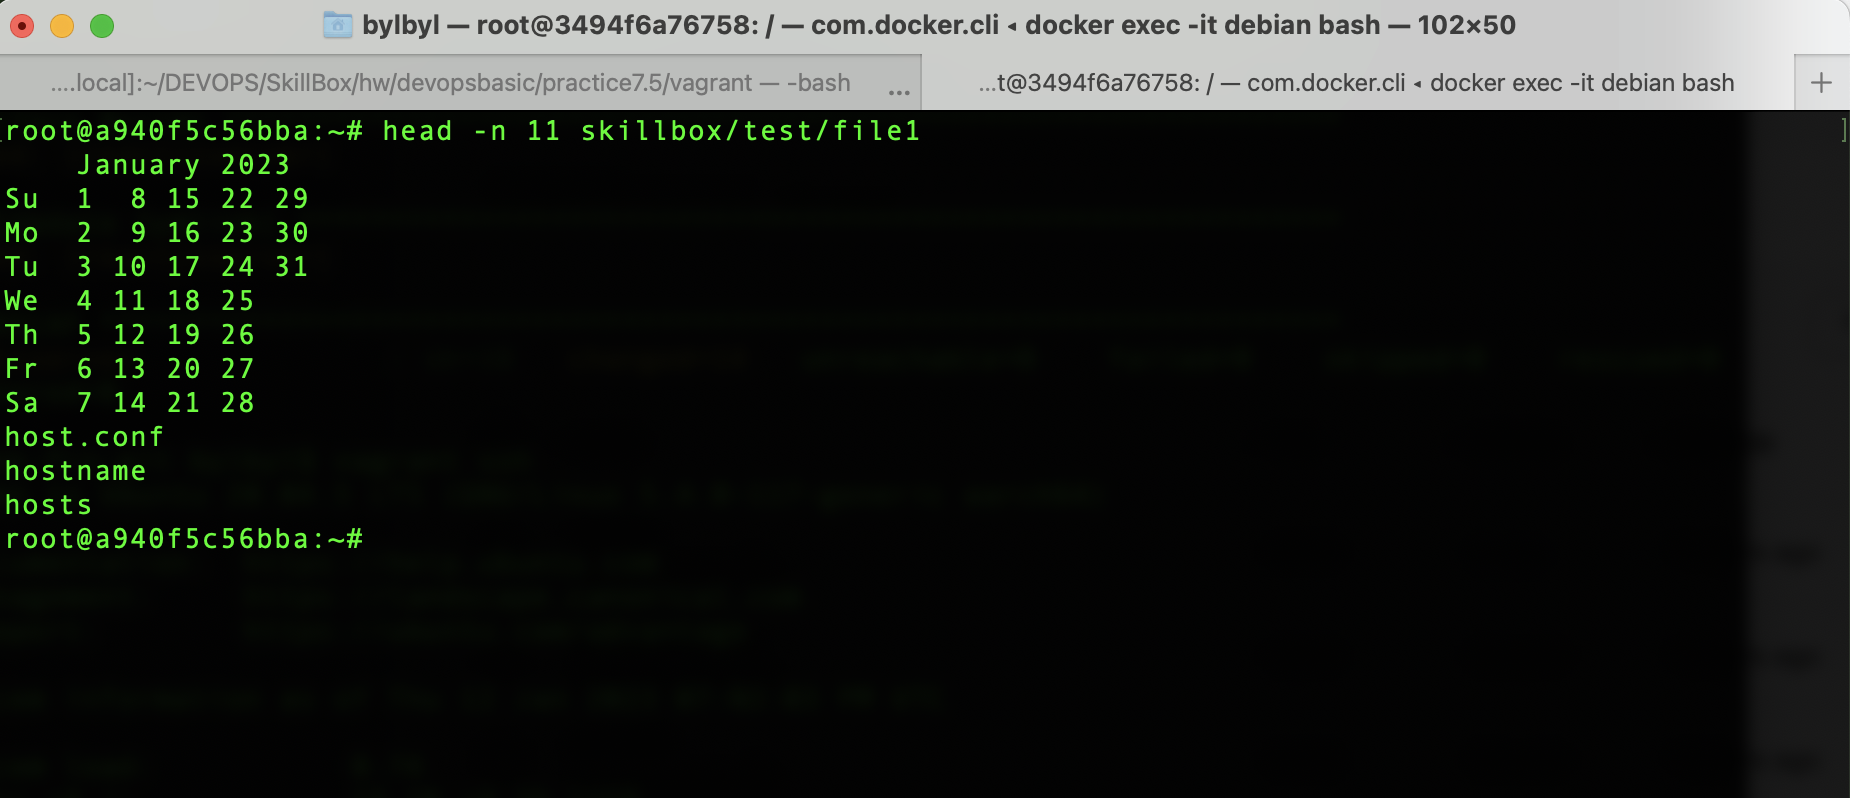 bylbyl — root@3494f6a76758: / — com.docker.cli ◂ docker exec -it debian bash — 102×50
....local]:~/DEVOPS/SkillBox/hw/devopsbasic/practice7.5/vagrant — -bash ...
...t@3494f6a76758: / — com.docker.cli ◂ docker exec -it debian bash +
[root@a940f5c56bba:~# head -n 11 skillbox/test/file1 ]
    January 2023
Su  1  8 15 22 29
Mo  2  9 16 23 30
Tu  3 10 17 24 31
We  4 11 18 25
Th  5 12 19 26
Fr  6 13 20 27
Sa  7 14 21 28
host.conf
hostname
hosts
root@a940f5c56bba:~#